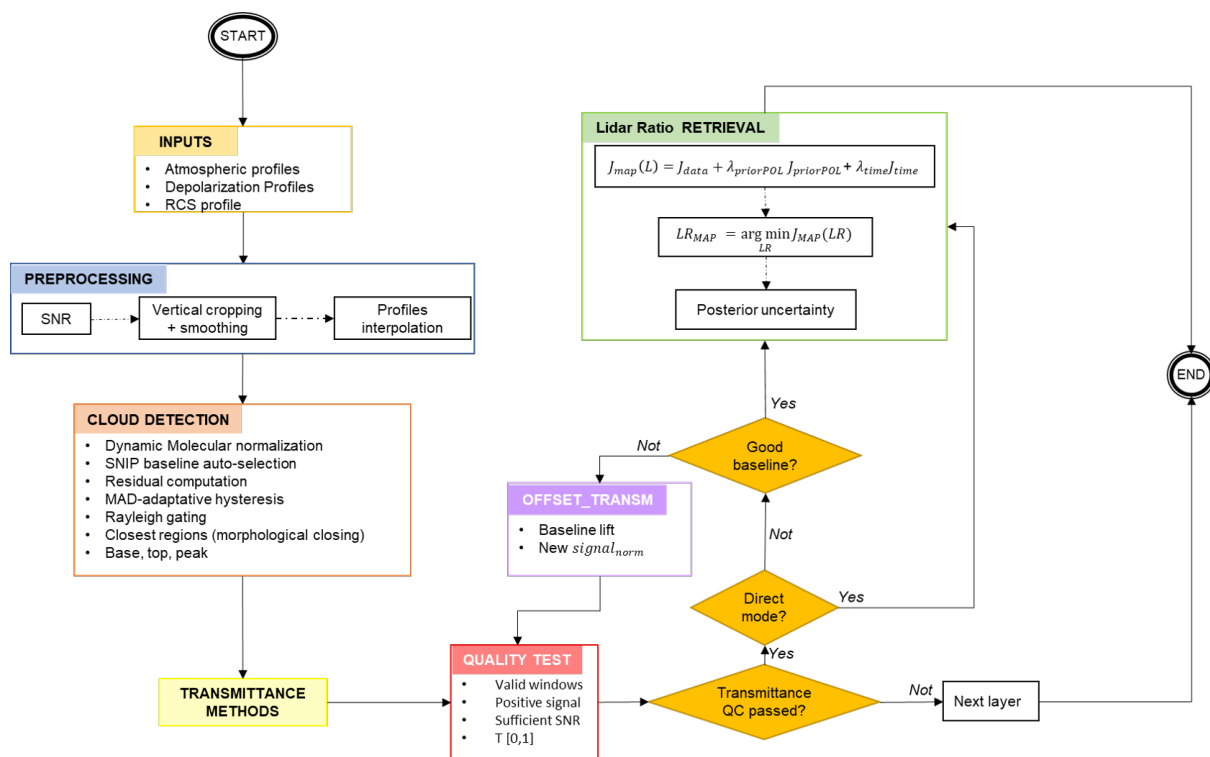 START
INPUTS
• Atmospheric profiles
• Depolarization Profiles
• RCS profile
PREPROCESSING
SNR
Vertical cropping
+ smoothing
Profiles
interpolation
CLOUD DETECTION
• Dynamic Molecular normalization
• SNIP baseline auto-selection
• Residual computation
• MAD-adaptative hysteresis
• Rayleigh gating
• Closest regions (morphological closing)
• Base, top, peak
TRANSMITTANCE
METHODS
QUALITY TEST
• Valid windows
• Positive signal
• Sufficient SNR
• T [0,1]
Transmittance
QC passed?
Not
Next layer
Yes
Direct
mode?
Yes
Not
Good
baseline?
Not
Yes
OFFSET_TRANSM
• Baseline lift
• New signal_norm
Lidar Ratio RETRIEVAL
J_map(L) = J_data + λ_priorPOL J_priorPOL + λ_time J_time
LR_MAP = arg min J_MAP(LR)
LR
Posterior uncertainty
END